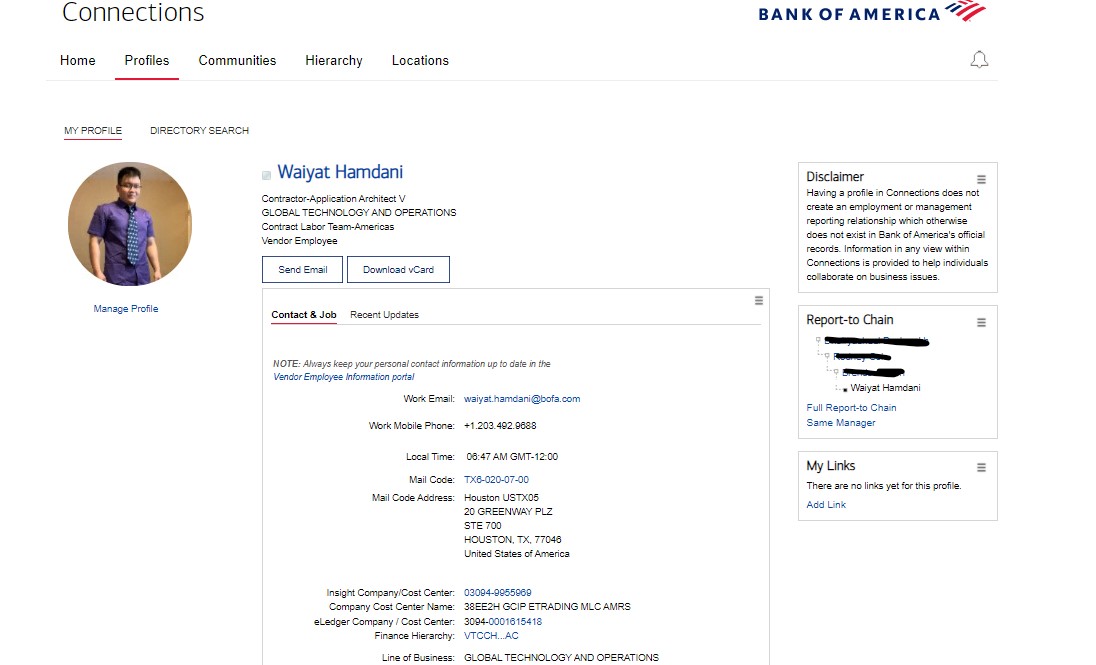 Connections
BANK OF AMERICA
Home Profiles Communities Hierarchy Locations
MY PROFILE DIRECTORY SEARCH
Waiyat Hamdani
Contractor-Application Architect V
GLOBAL TECHNOLOGY AND OPERATIONS
Contract Labor Team-Americas
Vendor Employee
Send Email Download vCard
Manage Profile
Contact & Job Recent Updates
NOTE: Always keep your personal contact information up to date in the
Vendor Employee Information portal
Work Email: waiyat.hamdani@bofa.com
Work Mobile Phone: +1.203.492.9688
Local Time: 06:47 AM GMT-12:00
Mail Code: TX6-020-07-00
Mail Code Address: Houston USTX05
20 GREENWAY PLZ
STE 700
HOUSTON, TX, 77046
United States of America
Insight Company/Cost Center: 03094-9955969
Company Cost Center Name: 38EE2H GCIP ETRADING MLC AMRS
eLedger Company / Cost Center: 3094-0001615418
Finance Hierarchy: VTCCH...AC
Line of Business: GLOBAL TECHNOLOGY AND OPERATIONS
Disclaimer
Having a profile in Connections does not
create an employment or management
reporting relationship which otherwise
does not exist in Bank of America's official
records. Information in any view within
Connections is provided to help individuals
collaborate on business issues.
Report-to Chain
Waiyat Hamdani
Full Report-to Chain
Same Manager
My Links
There are no links yet for this profile.
Add Link